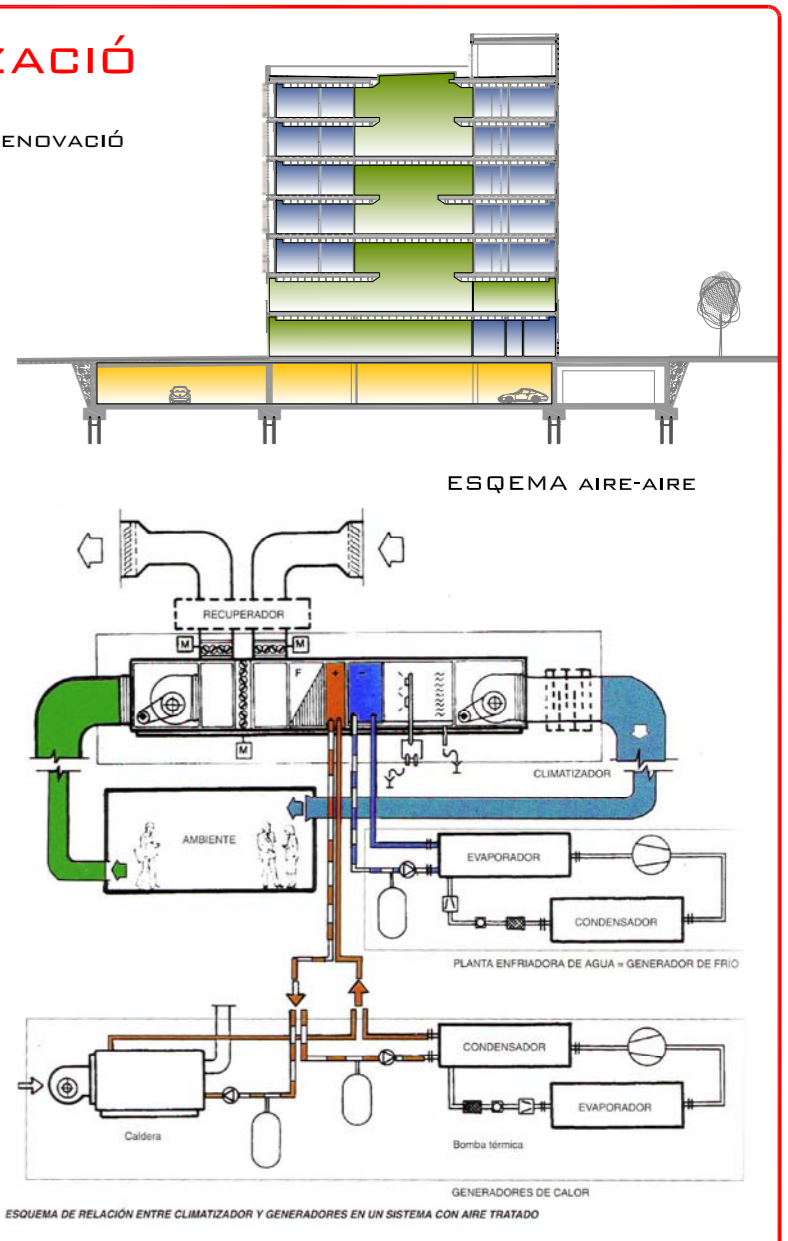 ZACIÓ
ENOVACIÓ
ESQEMA AIRE-AIRE
RECUPERADOR
M
M
F
+
-
M
CLIMATIZADOR
AMBIENTE
EVAPORADOR
CONDENSADOR
PLANTA ENFRIADORA DE AGUA = GENERADOR DE FRIO
CONDENSADOR
EVAPORADOR
Caldera
Bomba térmica
GENERADORES DE CALOR
ESQUEMA DE RELACIÓN ENTRE CLIMATIZADOR Y GENERADORES EN UN SISTEMA CON AIRE TRATADO